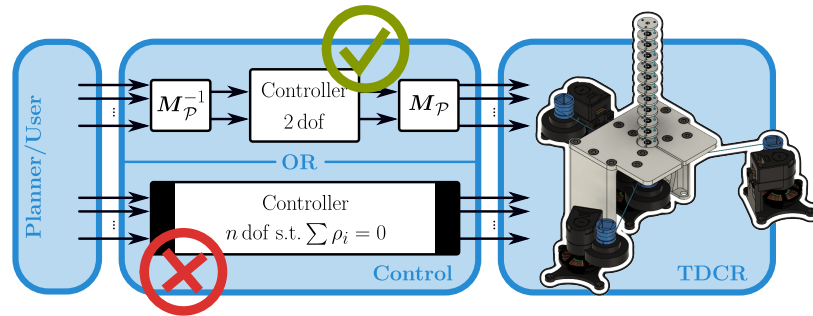 Planner/User
M_P^{-1}
Controller
2 dof
M_P
...
...
OR
Controller
n dof s.t. ∑ ρ_i = 0
...
...
Control
TDCR